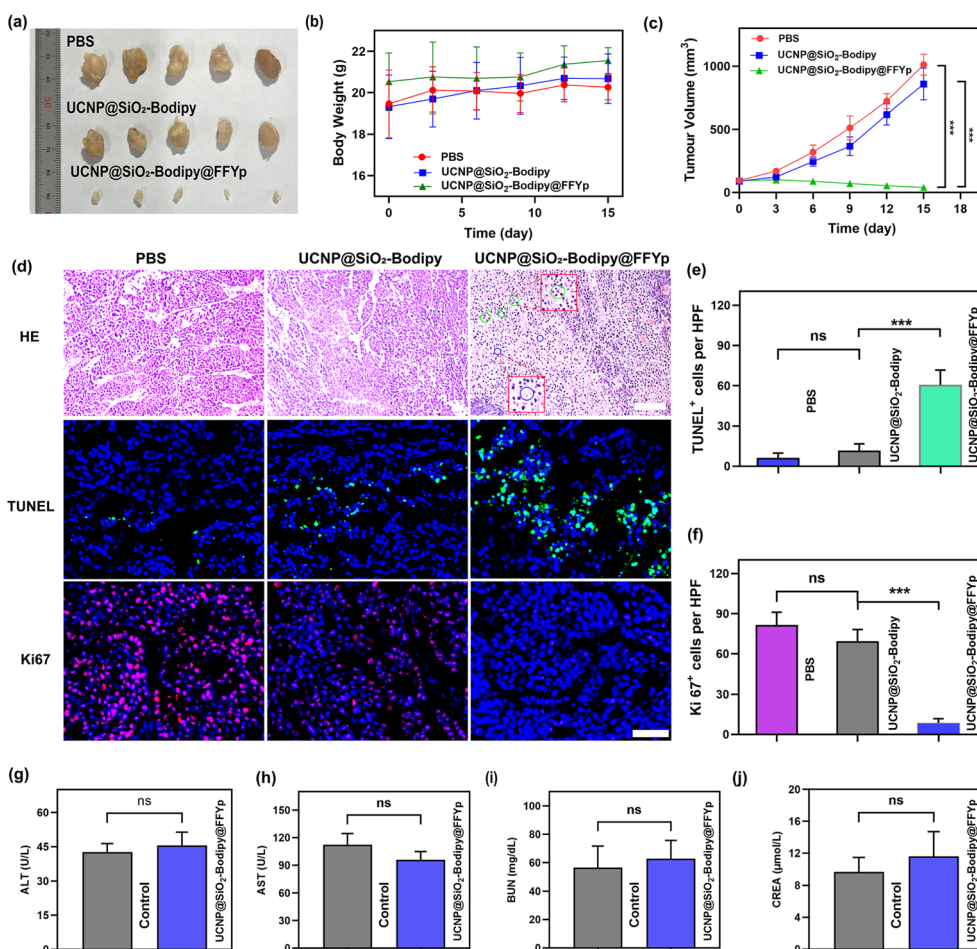 (a)
PBS
UCNP@SiO₂-Bodipy
UCNP@SiO₂-Bodipy@FFYp
(b)
Body Weight (g)
22
20
18
16
PBS
UCNP@SiO₂-Bodipy
UCNP@SiO₂-Bodipy@FFYp
0
5
10
15
Time (day)
(c)
Tumour Volume (mm³)
1000
500
0
PBS
UCNP@SiO₂-Bodipy
UCNP@SiO₂-Bodipy@FFYp
***
***
0
3
6
9
12
15
18
Time (day)
(d)
PBS
UCNP@SiO₂-Bodipy
UCNP@SiO₂-Bodipy@FFYp
HE
TUNEL
Ki67
(e)
TUNEL⁺ cells per HPF
120
90
60
30
0
ns
***
PBS
UCNP@SiO₂-Bodipy
UCNP@SiO₂-Bodipy@FFYp
(f)
Ki 67⁺ cells per HPF
120
90
60
30
0
ns
***
PBS
UCNP@SiO₂-Bodipy
UCNP@SiO₂-Bodipy@FFYp
(g)
ALT (U/L)
60
45
30
15
0
ns
Control
UCNP@SiO₂-Bodipy@FFYp
(h)
AST (U/L)
150
120
90
60
30
0
ns
Control
UCNP@SiO₂-Bodipy@FFYp
(i)
BUN (mg/dL)
100
80
60
40
20
0
ns
Control
UCNP@SiO₂-Bodipy@FFYp
(j)
CREA (μmol/L)
20
16
12
8
4
0
ns
Control
UCNP@SiO₂-Bodipy@FFYp